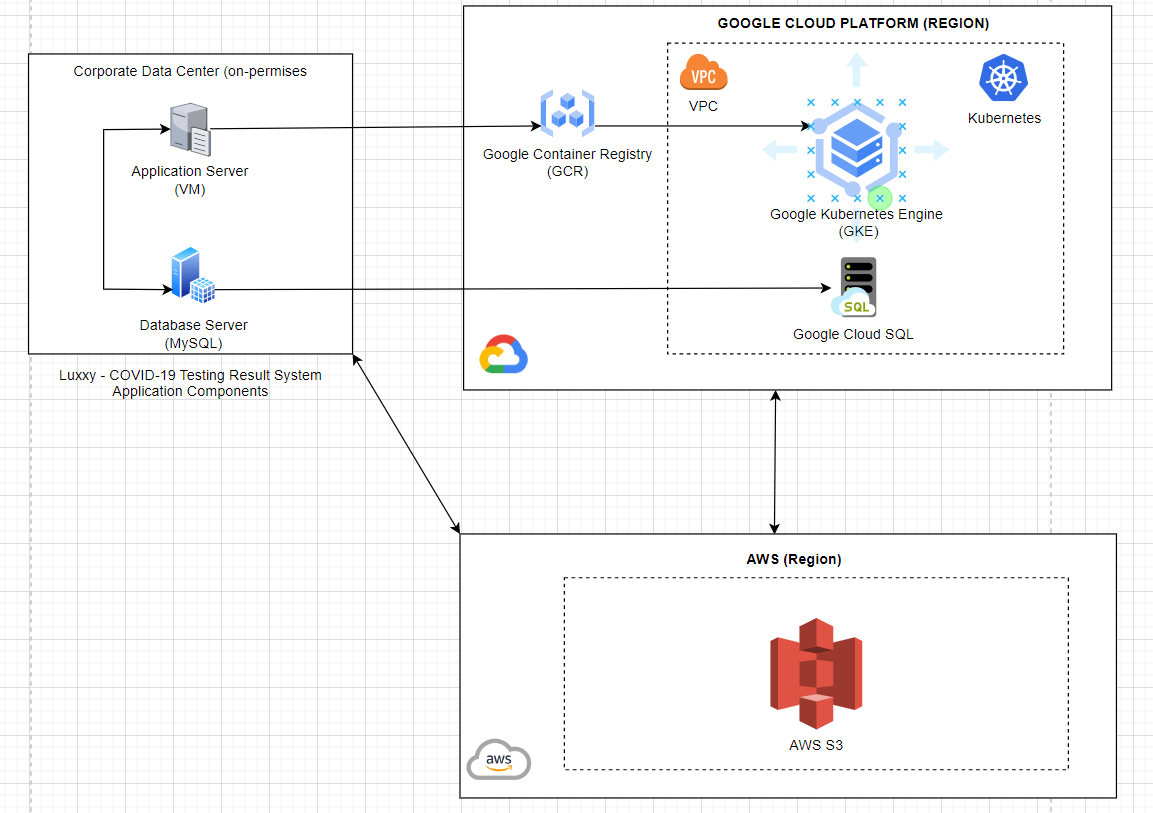 GOOGLE CLOUD PLATFORM (REGION)
Corporate Data Center (on-permises
VPC
VPC
Kubernetes
Application Server
(VM)
Google Container Registry
(GCR)
Google Kubernetes Engine
(GKE)
Database Server
(MySQL)
SQL
Google Cloud SQL
Luxxy - COVID-19 Testing Result System
Application Components
AWS (Region)
AWS S3
aws